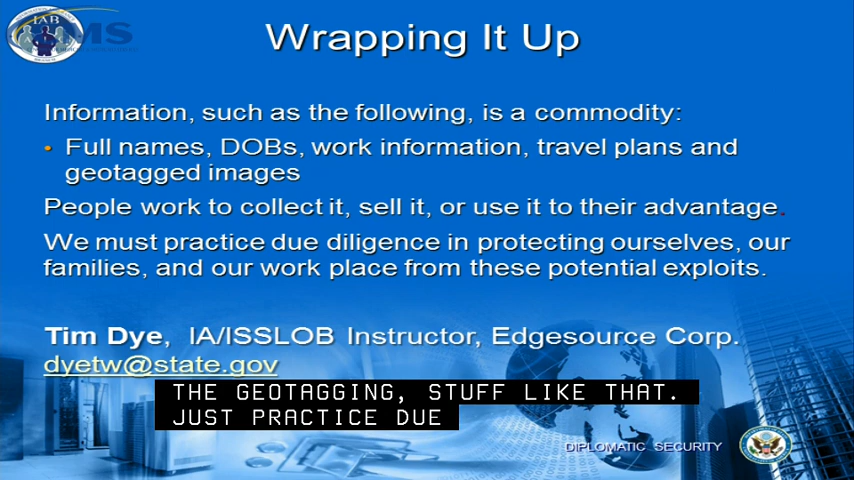 IAB
MS
Wrapping It Up
Information, such as the following, is a commodity:
• Full names, DOBs, work information, travel plans and
geotagged images
People work to collect it, sell it, or use it to their advantage.
We must practice due diligence in protecting ourselves, our
families, and our work place from these potential exploits.
Tim Dye, IA/ISSLOB Instructor, Edgesource Corp.
dyetw@state.gov
THE GEOTAGGING, STUFF LIKE THAT.
JUST PRACTICE DUE
DIPLOMATIC SECURITY